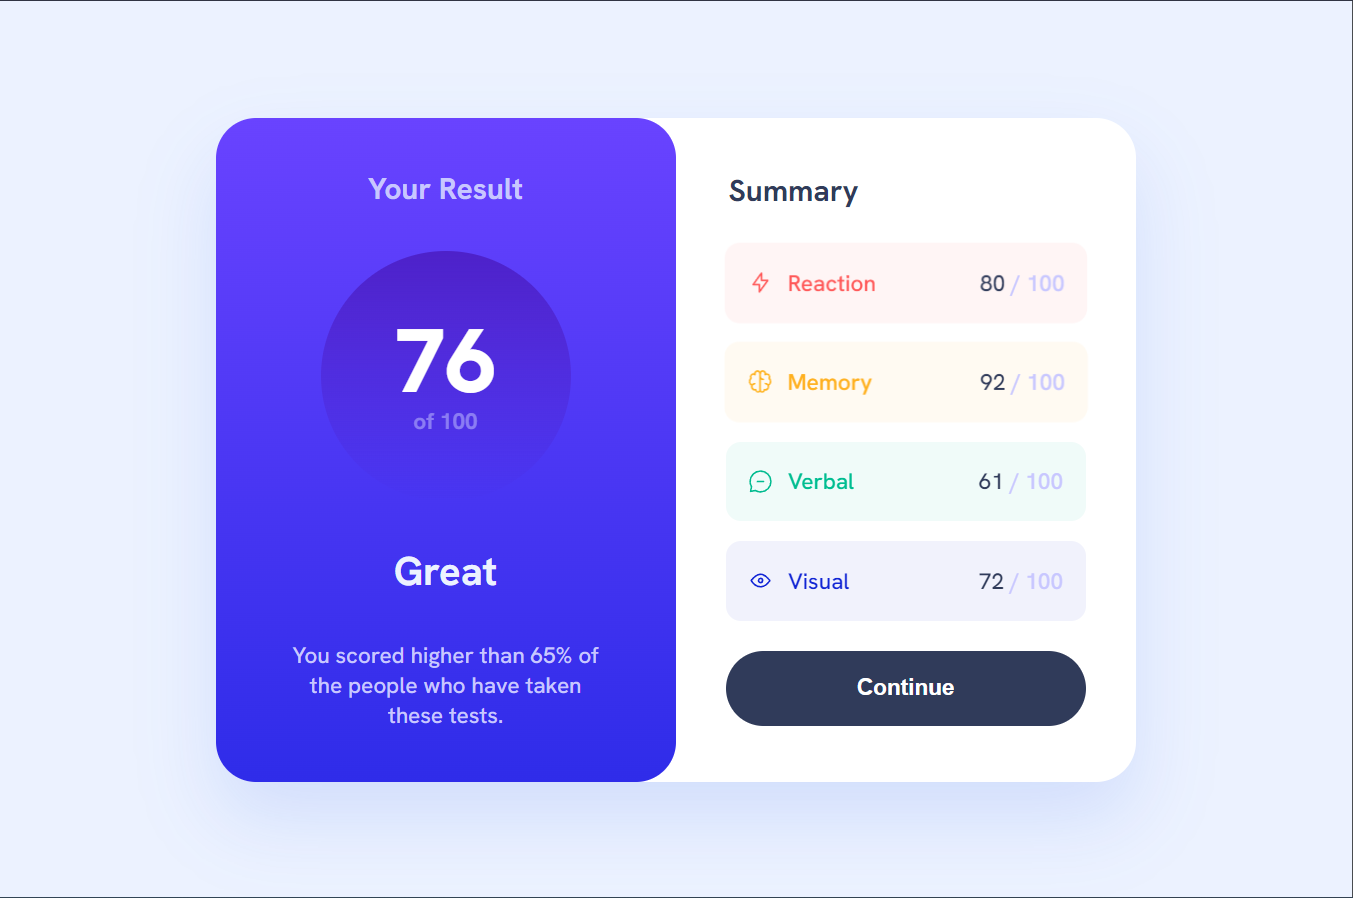 Your Result
76
of 100
Great
You scored higher than 65% of
the people who have taken
these tests.
Summary
Reaction 80 / 100
Memory 92 / 100
Verbal 61 / 100
Visual 72 / 100
Continue